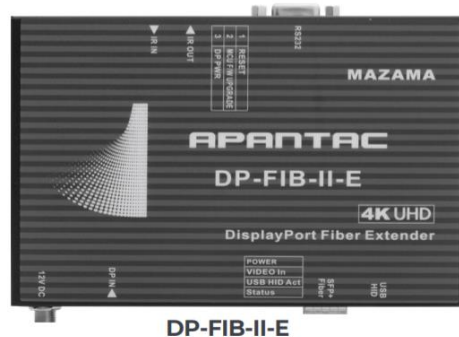 IR IN
IR OUT
3 DP PWR
2 MCU F/W UPGRADE
1 RESET
RS232
MAZAMA
APANTAC
DP-FIB-II-E
4K UHD
DisplayPort Fiber Extender
12V DC
DP IN
POWER
VIDEO In
USB HID Act
Status
SFP+
Fiber
USB
HID
DP-FIB-II-E